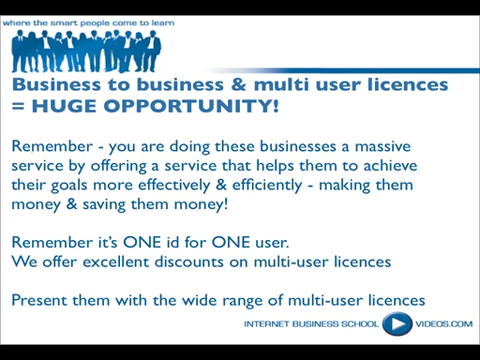 where the smart people come to learn
Business to business & multi user licences
= HUGE OPPORTUNITY!
Remember - you are doing these businesses a massive
service by offering a service that helps them to achieve
their goals more effectively & efficiently - making them
money & saving them money!
Remember it's ONE id for ONE user.
We offer excellent discounts on multi-user licences
Present them with the wide range of multi-user licences
INTERNET BUSINESS SCHOOL VIDEOS.COM